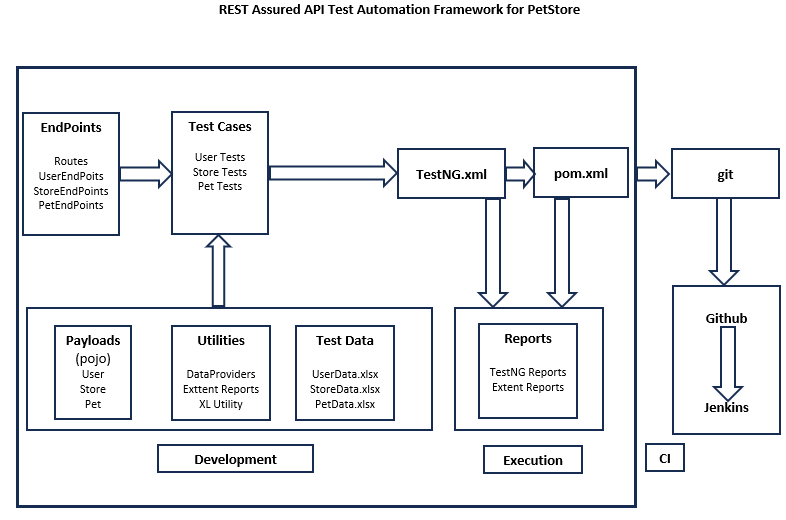 REST Assured API Test Automation Framework for PetStore
EndPoints
Routes
UserEndPoits
StoreEndPoints
PetEndPoints
Test Cases
User Tests
Store Tests
Pet Tests
TestNG.xml
pom.xml
git
Payloads
(pojo)
User
Store
Pet
Utilities
DataProviders
Exttent Reports
XL Utility
Test Data
UserData.xlsx
StoreData.xlsx
PetData.xlsx
Reports
TestNG Reports
Extent Reports
Github
Jenkins
Development
Execution
CI